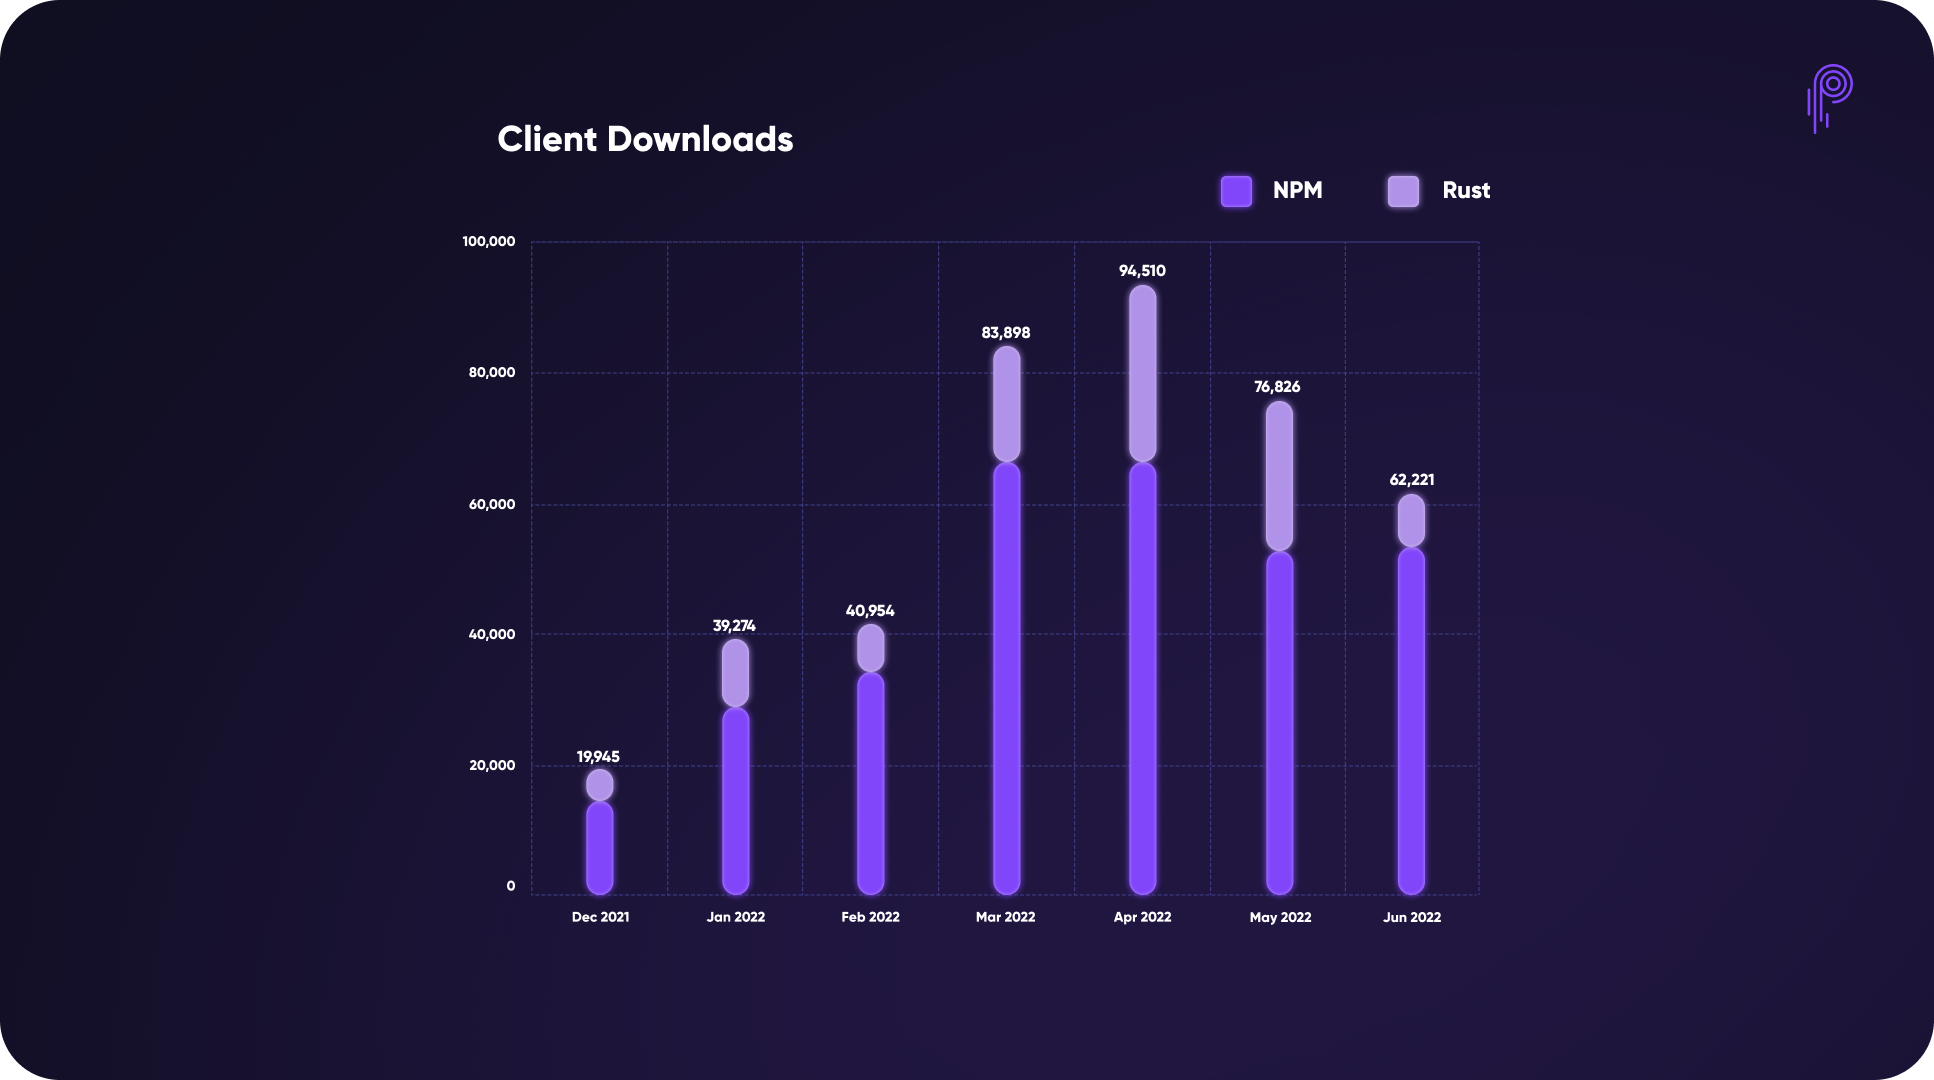 Client Downloads
NPM
Rust
100,000
80,000
60,000
40,000
20,000
0
94,510
83,898
76,826
62,221
40,954
39,274
19,945
Dec 2021
Jan 2022
Feb 2022
Mar 2022
Apr 2022
May 2022
Jun 2022